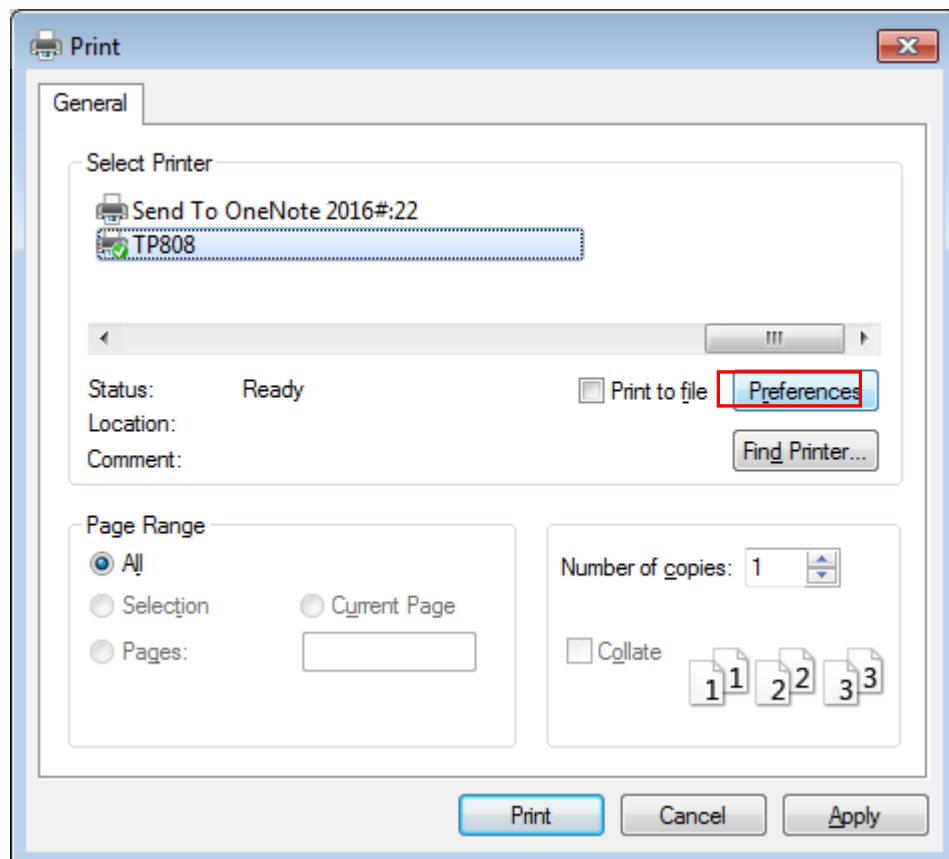 Print
General
Select Printer
Send To OneNote 2016#:22
TP808
Status: Ready
Print to file
Preferences
Location:
Comment:
Find Printer...
Page Range
All
Selection
Current Page
Pages:
Number of copies: 1
Collate
1 1 2 2 3 3
Print
Cancel
Apply